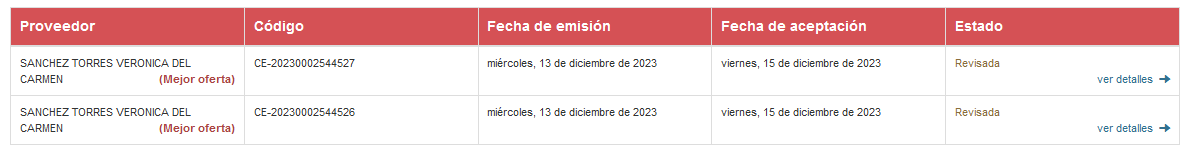 Proveedor Código Fecha de emisión Fecha de aceptación Estado
SANCHEZ TORRES VERONICA DEL CE-20230002544527 miércoles, 13 de diciembre de 2023 viernes, 15 de diciembre de 2023 Revisada
CARMEN (Mejor oferta) ver detalles →
SANCHEZ TORRES VERONICA DEL CE-20230002544526 miércoles, 13 de diciembre de 2023 viernes, 15 de diciembre de 2023 Revisada
CARMEN (Mejor oferta) ver detalles →